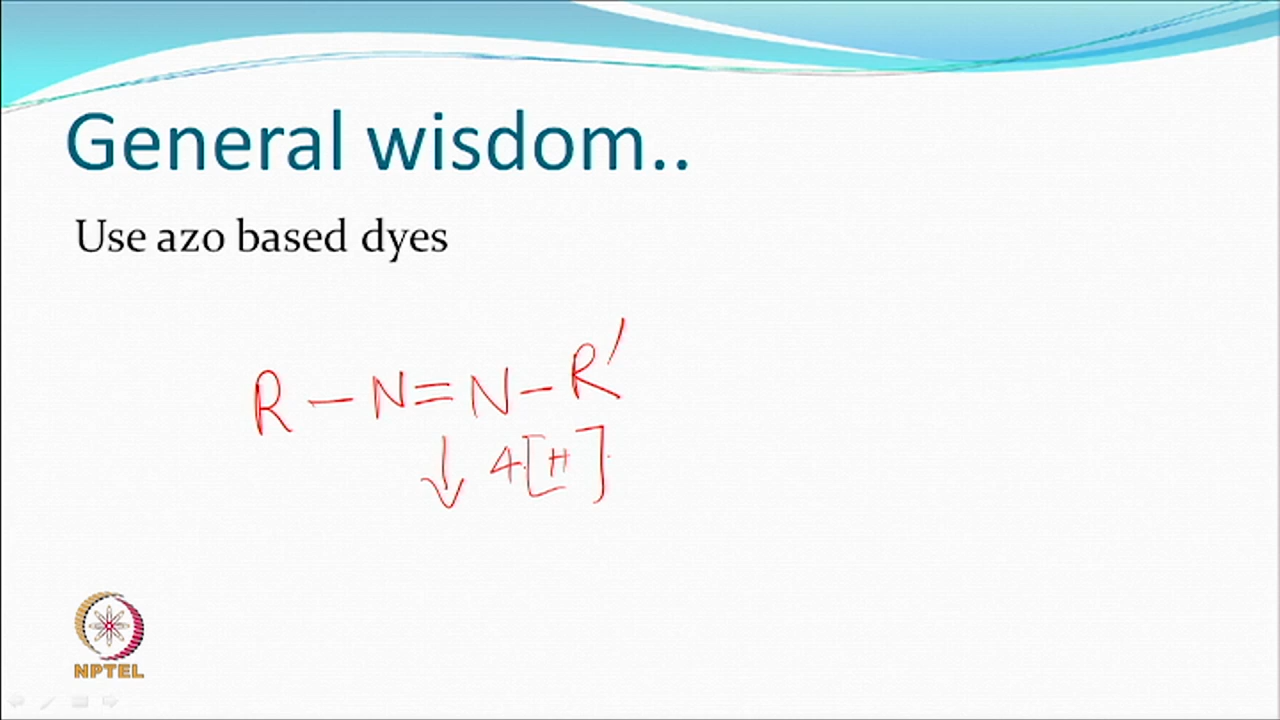 General wisdom..
Use azo based dyes
R – N = N – R'
↓ 4[H]
NPTEL